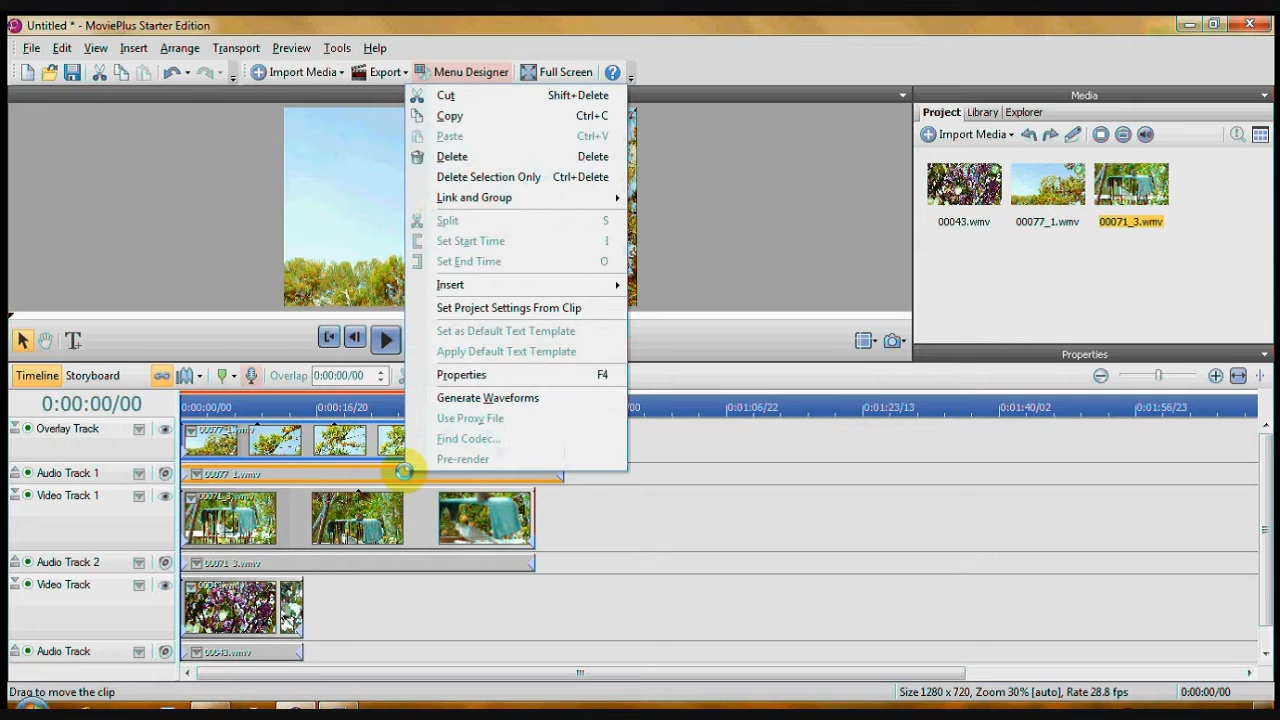 Untitled * - MoviePlus Starter Edition
File Edit View Insert Arrange Transport Preview Tools Help
Import Media Export Menu Designer Full Screen
Cut Shift+Delete
Copy Ctrl+C
Paste Ctrl+V
Delete Delete
Delete Selection Only Ctrl+Delete
Link and Group
Split S
Set Start Time I
Set End Time O
Insert
Set Project Settings From Clip
Set as Default Text Template
Apply Default Text Template
Properties F4
Generate Waveforms
Use Proxy File
Find Codec...
Pre-render
Media
Project Library Explorer
Import Media
00043.wmv 00077_1.wmv 00071_3.wmv
Properties
Timeline Storyboard Overlap 0:00:00/00
0:00:00/00 0:00:00/00 0:00:16/20 0:01:06/22 0:01:23/13 0:01:40/02 0:01:56/23
Overlay Track 00077_1.wmv
Audio Track 1 00077_1.wmv
Video Track 1 00071_3.wmv
Audio Track 2 00071_3.wmv
Video Track 00043.wmv
Audio Track 00043.wmv
Drag to move the clip Size 1280 x 720, Zoom 30% [auto], Rate 28.8 fps 0:00:00/00